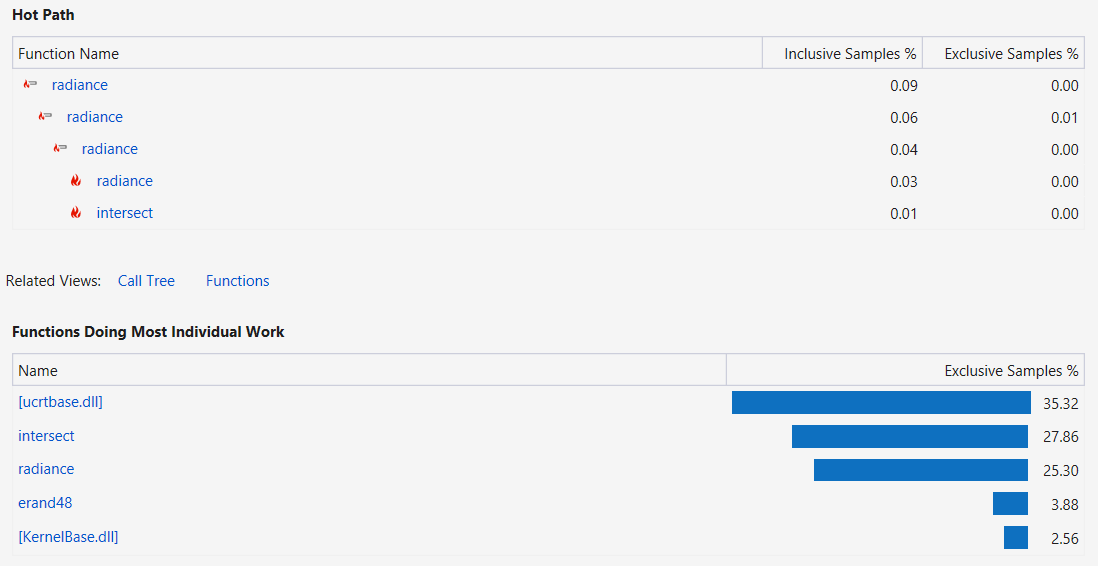 Hot Path
Function Name Inclusive Samples % Exclusive Samples %
radiance 0.09 0.00
radiance 0.06 0.01
radiance 0.04 0.00
radiance 0.03 0.00
intersect 0.01 0.00
Related Views: Call Tree Functions
Functions Doing Most Individual Work
Name Exclusive Samples %
[ucrtbase.dll] 35.32
intersect 27.86
radiance 25.30
erand48 3.88
[KernelBase.dll] 2.56